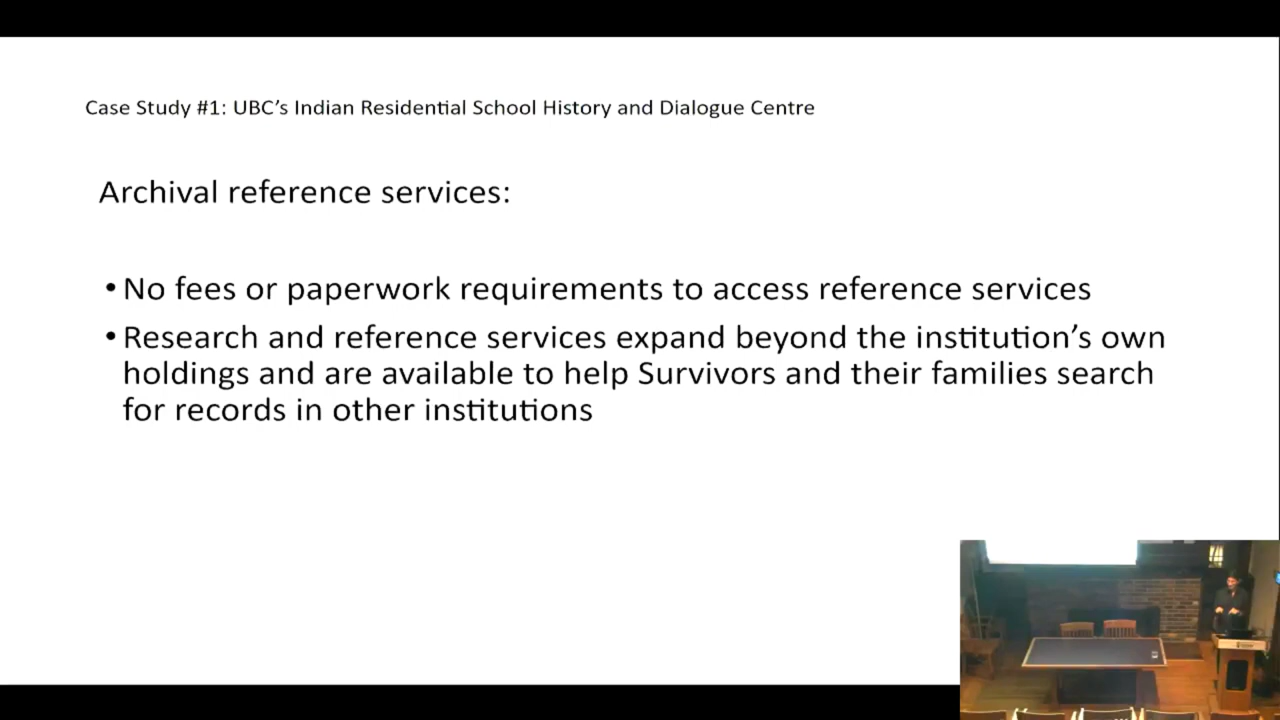 Case Study #1: UBC’s Indian Residential School History and Dialogue Centre
Archival reference services:
• No fees or paperwork requirements to access reference services
• Research and reference services expand beyond the institution’s own
holdings and are available to help Survivors and their families search
for records in other institutions